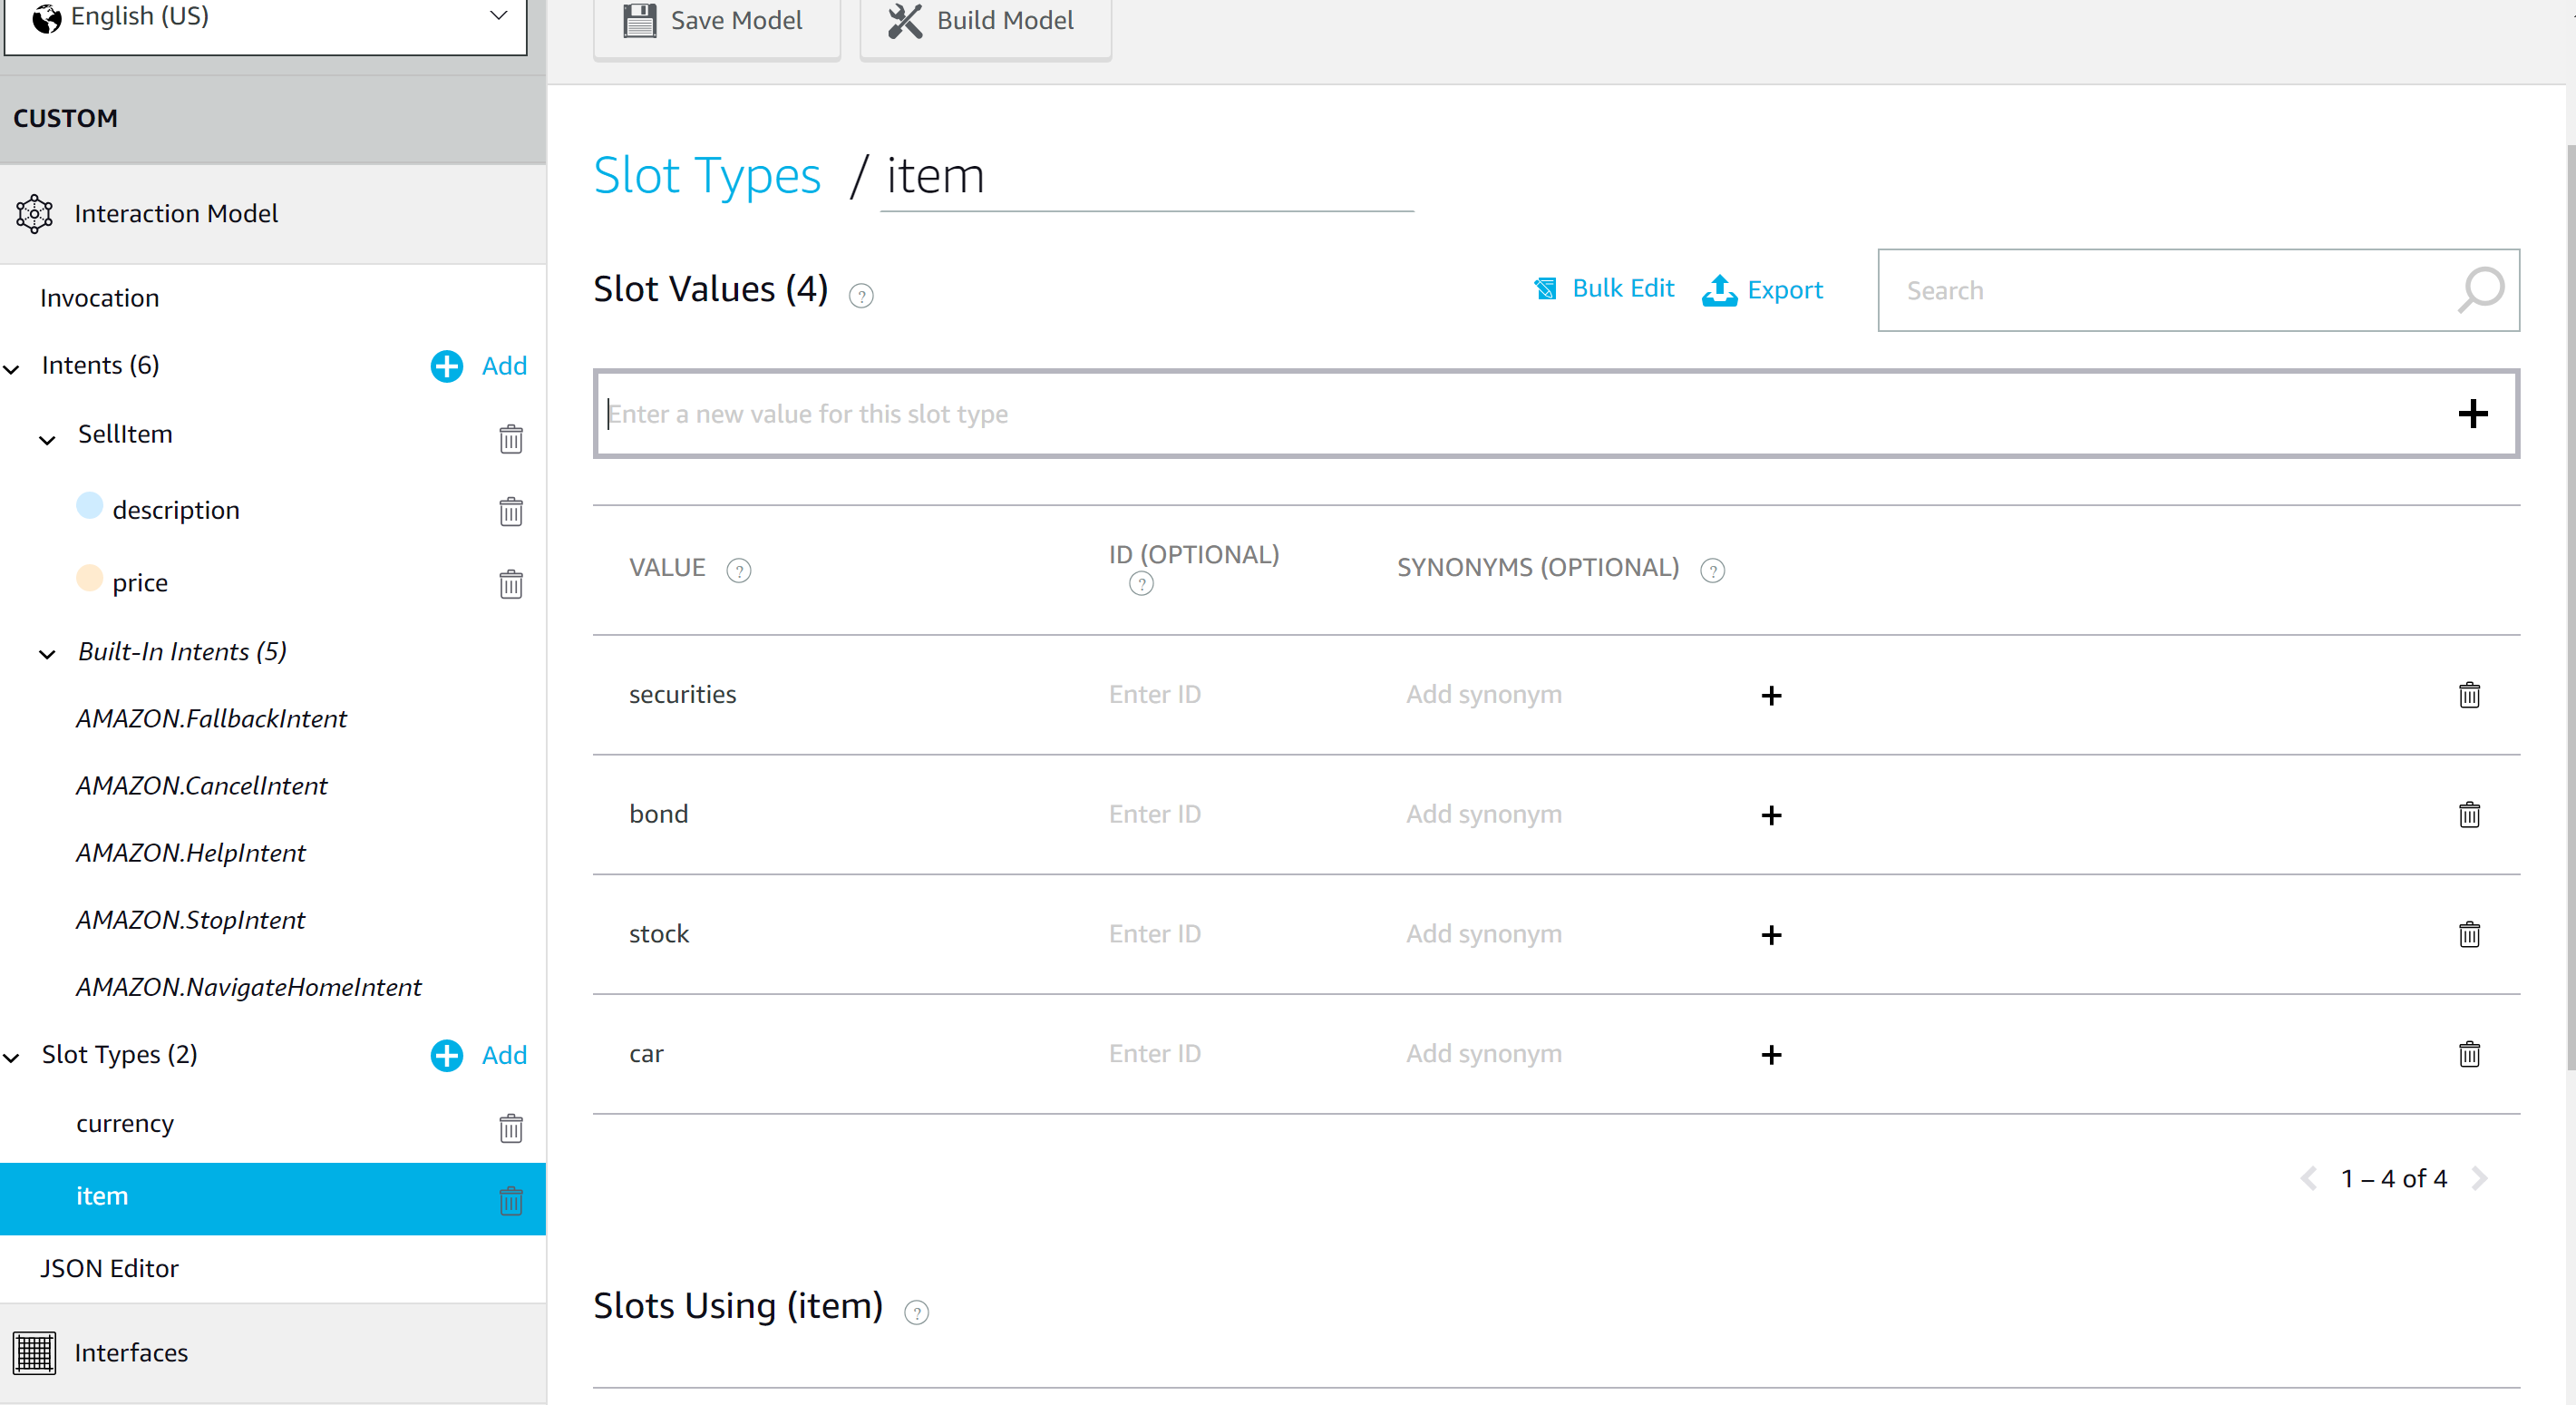 English (US)
CUSTOM
Interaction Model
Invocation
Intents (6)
Add
SellItem
description
price
Built-In Intents (5)
AMAZON.FallbackIntent
AMAZON.CancelIntent
AMAZON.HelpIntent
AMAZON.StopIntent
AMAZON.NavigateHomeIntent
Slot Types (2)
Add
currency
item
JSON Editor
Interfaces
Save Model
Build Model
Slot Types / item
Slot Values (4) ?
Bulk Edit
Export
Search
Enter a new value for this slot type
VALUE ?
ID (OPTIONAL) ?
SYNONYMS (OPTIONAL) ?
securities Enter ID Add synonym
bond Enter ID Add synonym
stock Enter ID Add synonym
car Enter ID Add synonym
1 – 4 of 4
Slots Using (item) ?